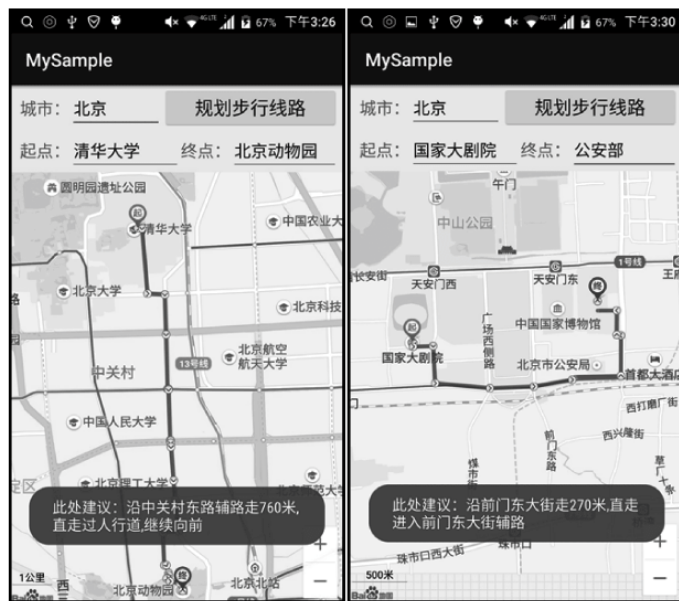 67% 下午3:26
MySample
城市: 北京 规划步行线路
起点: 清华大学 终点: 北京动物园
圆明园遗址公园
清华大学
中国农业大
北京大学
北京科技
13号线
北京航空
航天大学
中关村
中国人民大学
北京理工大学
此处建议: 沿中关村东路辅路走760米,
直走过人行道,继续向前
1公里
北京动物园
北京北站
67% 下午3:30
MySample
城市: 北京 规划步行线路
起点: 国家大剧院 终点: 公安部
午门
中山公园
1号线
长安街
天安门西
天安门东
王府
广场西侧路
中国国家博物馆
国家大剧院
北京市公安局
首都大酒店
西打磨厂街
西兴隆街
前门东路
煤市街
此处建议: 沿前门东大街走270米,直走
进入前门东大街辅路
珠市口西大街
珠市口
500米